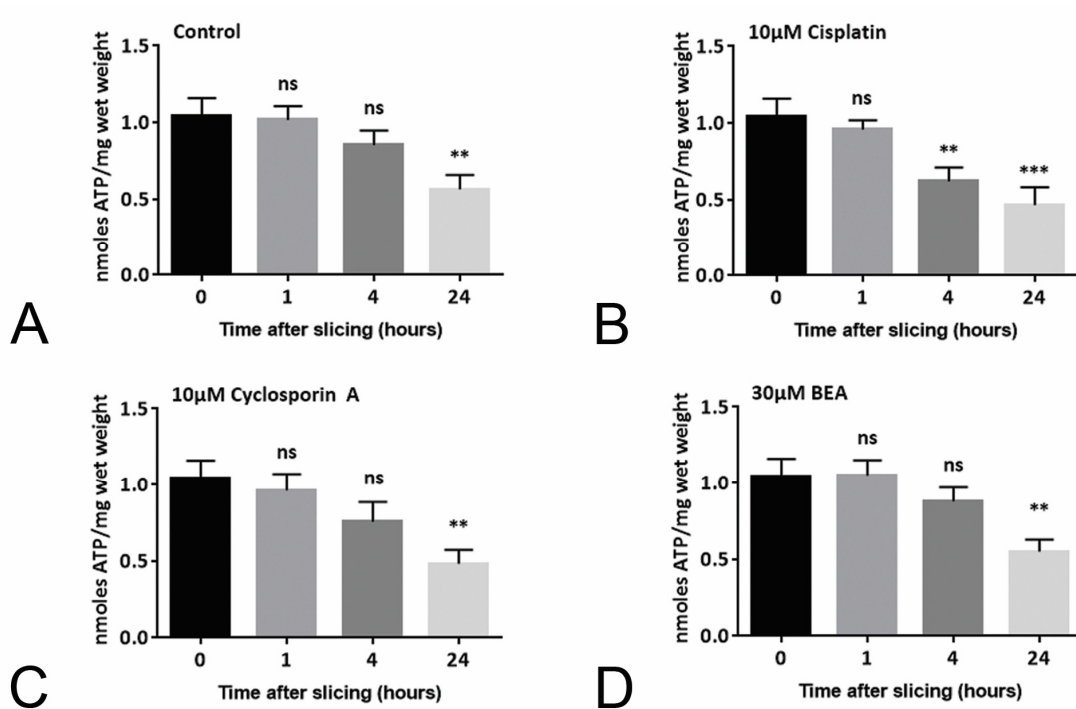 Control
nmoles ATP/mg wet weight
1.5
1.0
0.5
0.0
ns
ns
**
0 1 4 24
Time after slicing (hours)
A
10µM Cisplatin
nmoles ATP/mg wet weight
1.5
1.0
0.5
0.0
ns
**
***
0 1 4 24
Time after slicing (hours)
B
10µM Cyclosporin A
nmoles ATP/mg wet weight
1.5
1.0
0.5
0.0
ns
ns
**
0 1 4 24
Time after slicing (hours)
C
30µM BEA
nmoles ATP/mg wet weight
1.5
1.0
0.5
0.0
ns
ns
**
0 1 4 24
Time after slicing (hours)
D